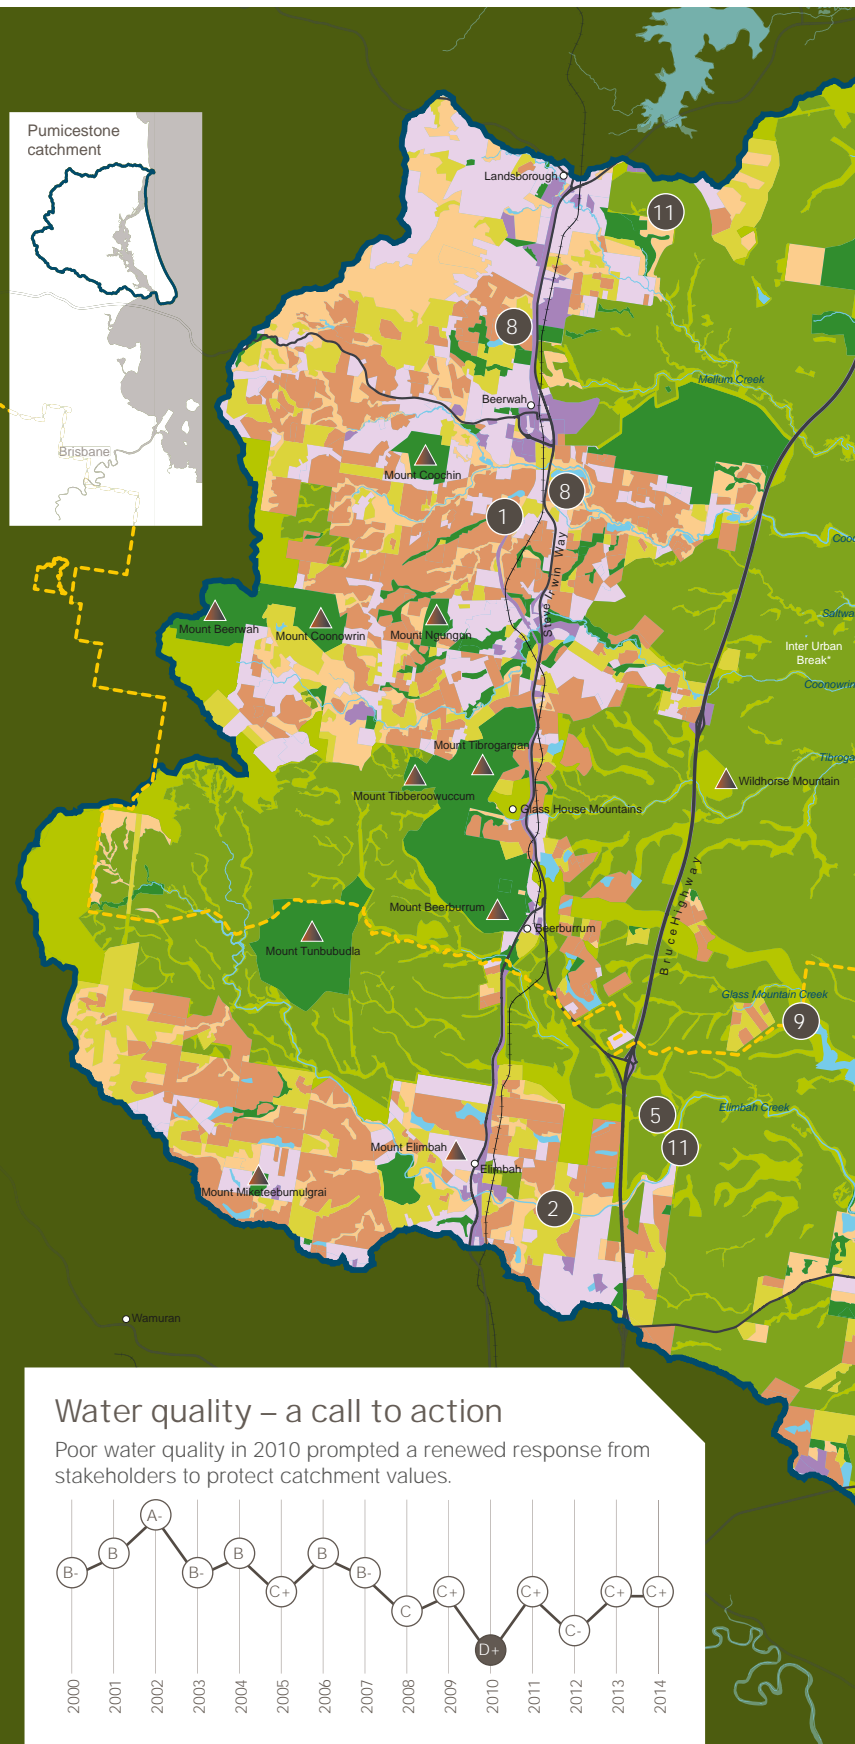 Pumicestone
catchment
Brisbane
Landsborough
11
8
Mellum Creek
Beerwah
Mount Coochin
8
1
Steve Irwin Way
Mount Beerwah
Mount Coonowrin
Mount Ngungun
Inter Urban
Break*
Mount Tibrogargan
Mount Tibberoowuccum
Wildhorse Mountain
Glass House Mountains
Mount Beerburrum
Beerburrum
Mount Tunbubudla
Bruce Highway
Glass Mountain Creek
9
Elimbah Creek
5
11
Mount Elimbah
Elimbah
Mount Miketeebumulgrai
2
Wamuran
Water quality – a call to action
Poor water quality in 2010 prompted a renewed response from
stakeholders to protect catchment values.
B- B A- B- B C+ B B- C C+ D+ C+ C- C+ C+
2000 2001 2002 2003 2004 2005 2006 2007 2008 2009 2010 2011 2012 2013 2014